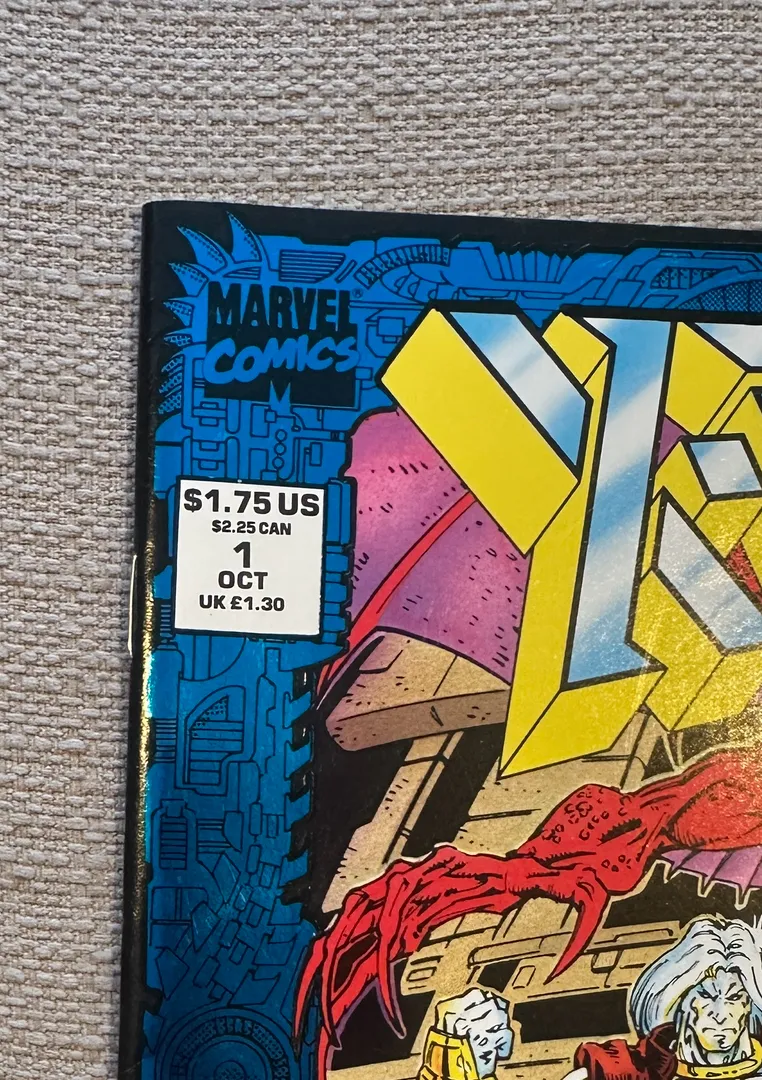 MARVEL®
COMICS
M
$1.75 US
$2.25 CAN
1
OCT
UK £1.30